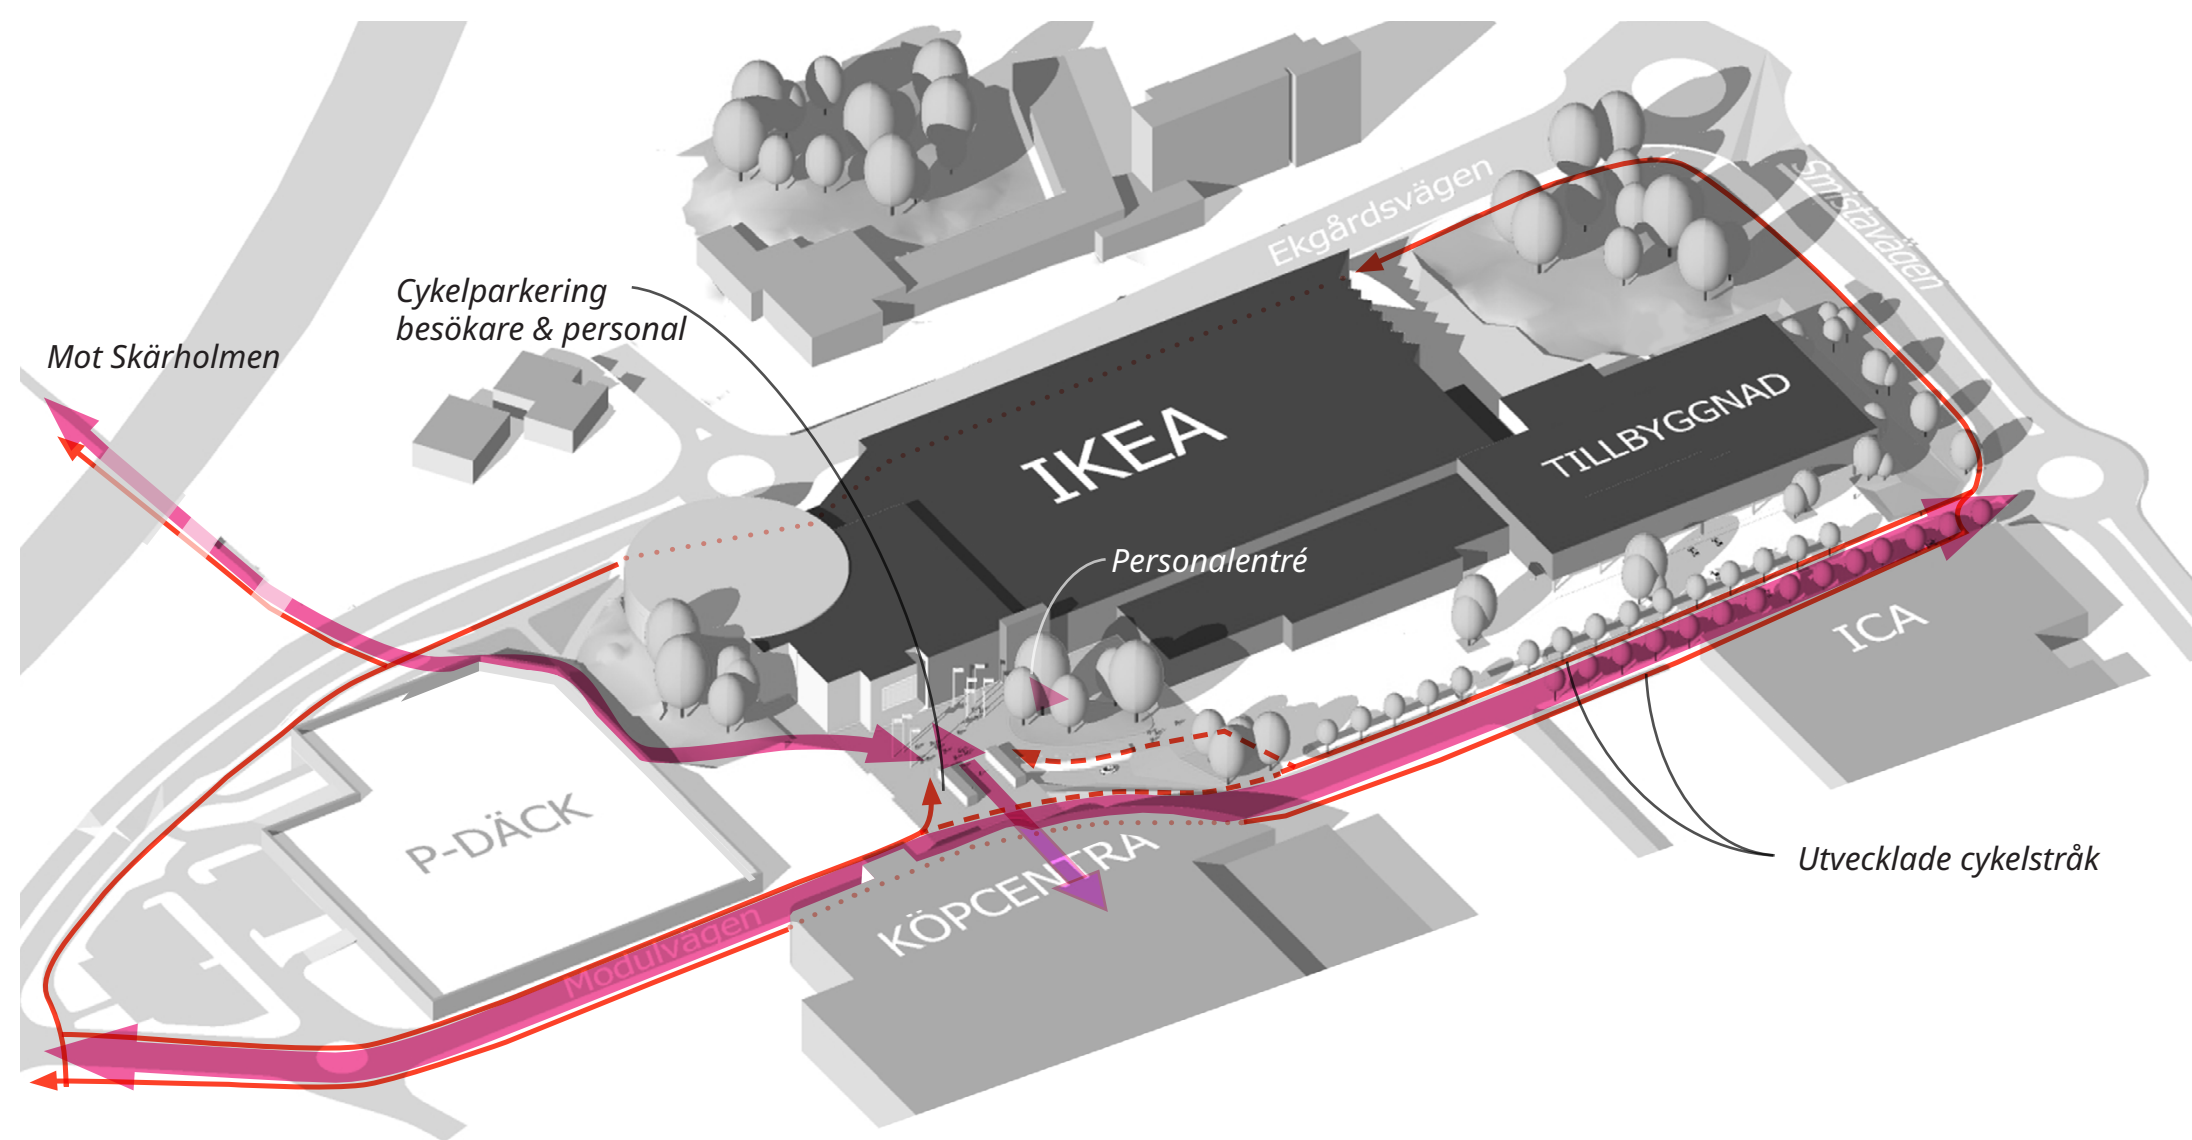 Smistavägen
Ekgårdsvägen
Cykelparkering
besökare & personal
Mot Skärholmen
TILLBYGGNAD
IKEA
Personalentré
ICA
P-DÄCK
KÖPCENTRA
Utvecklade cykelstråk
Modulvägen